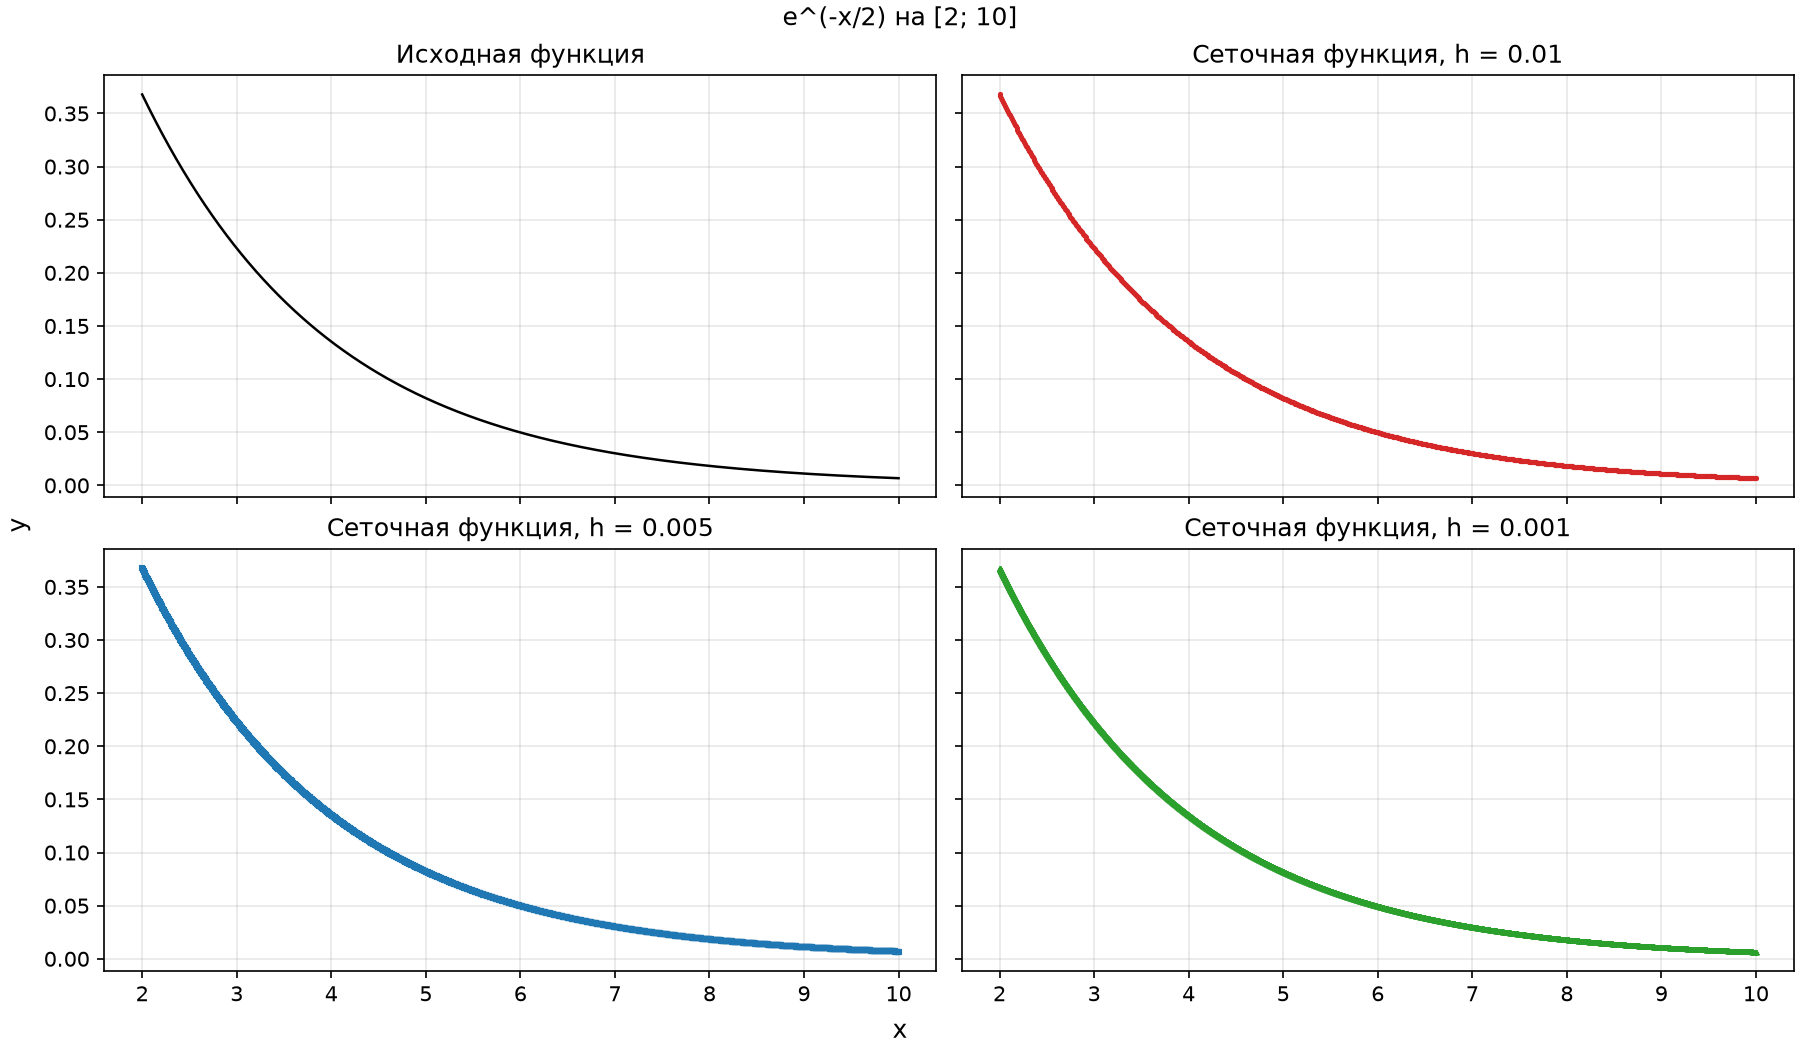 e^(-x/2) на [2; 10]
Исходная функция
0.35
0.30
0.25
0.20
0.15
0.10
0.05
0.00
Сеточная функция, h = 0.01
y
Сеточная функция, h = 0.005
0.35
0.30
0.25
0.20
0.15
0.10
0.05
0.00
2 3 4 5 6 7 8 9 10
Сеточная функция, h = 0.001
2 3 4 5 6 7 8 9 10
x